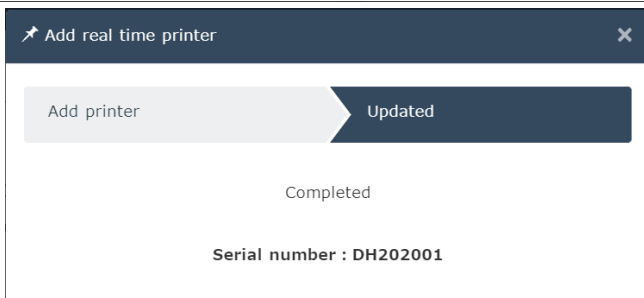 Add real time printer
Add printer
Updated
Completed
Serial number : DH202001